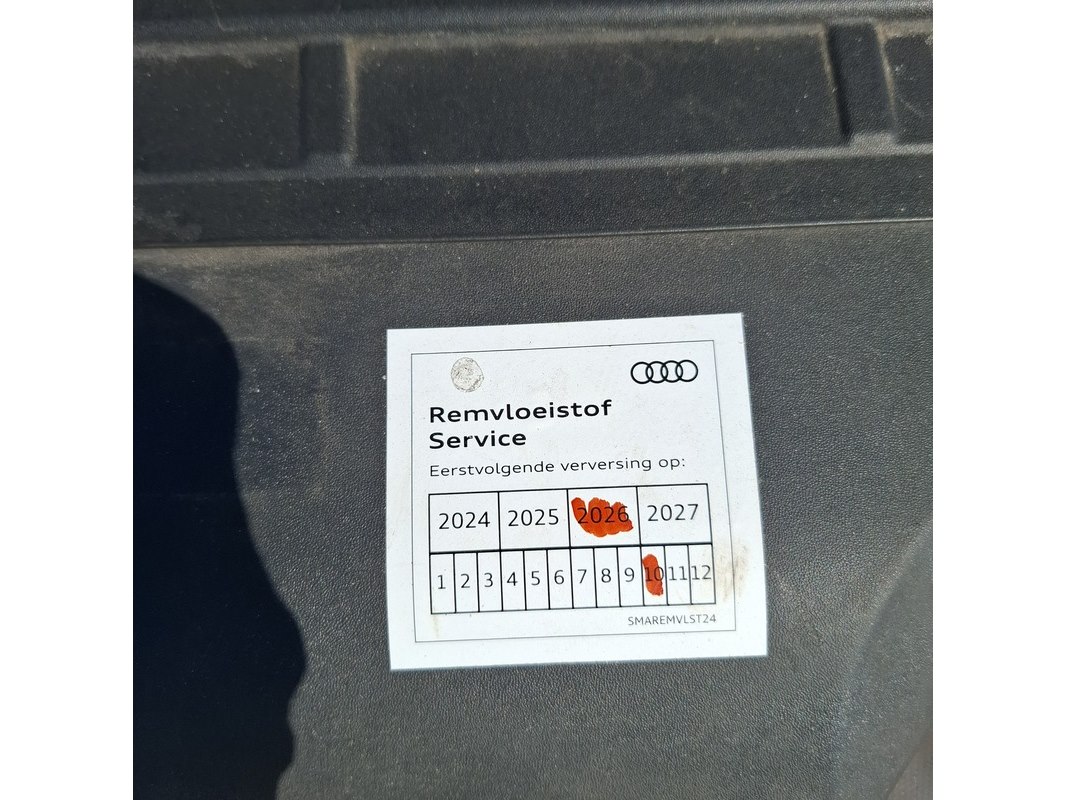 Remvloeistof
Service
Eerstvolgende verversing op:
2024 2025 2026 2027
1 2 3 4 5 6 7 8 9 10 11 12
SMAREMVLST24